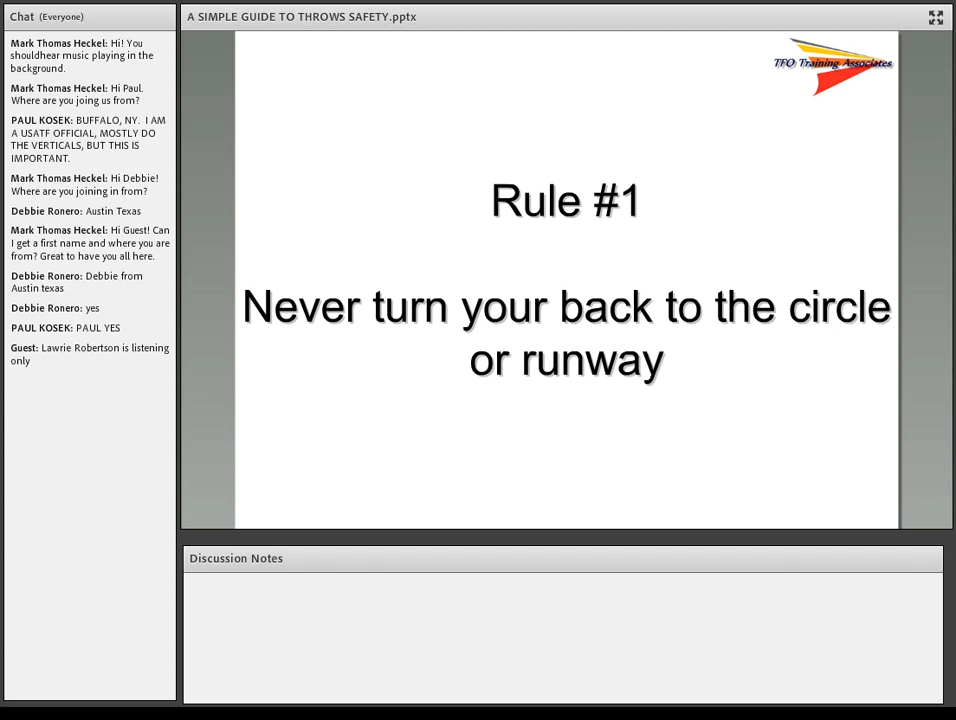 Chat (Everyone)
Mark Thomas Heckel: Hi! You
shouldhear music playing in the
background.
Mark Thomas Heckel: Hi Paul.
Where are you joing us from?
PAUL KOSEK: BUFFALO, NY. I AM
A USATF OFFICIAL, MOSTLY DO
THE VERTICALS, BUT THIS IS
IMPORTANT.
Mark Thomas Heckel: Hi Debbie!
Where are you joining in from?
Debbie Ronero: Austin Texas
Mark Thomas Heckel: Hi Guest! Can
I get a first name and where you are
from? Great to have you all here.
Debbie Ronero: Debbie from
Austin texas
Debbie Ronero: yes
PAUL KOSEK: PAUL YES
Guest: Lawrie Robertson is listening
only
A SIMPLE GUIDE TO THROWS SAFETY.pptx
TFO Training Associates
Rule #1
Never turn your back to the circle
or runway
Discussion Notes